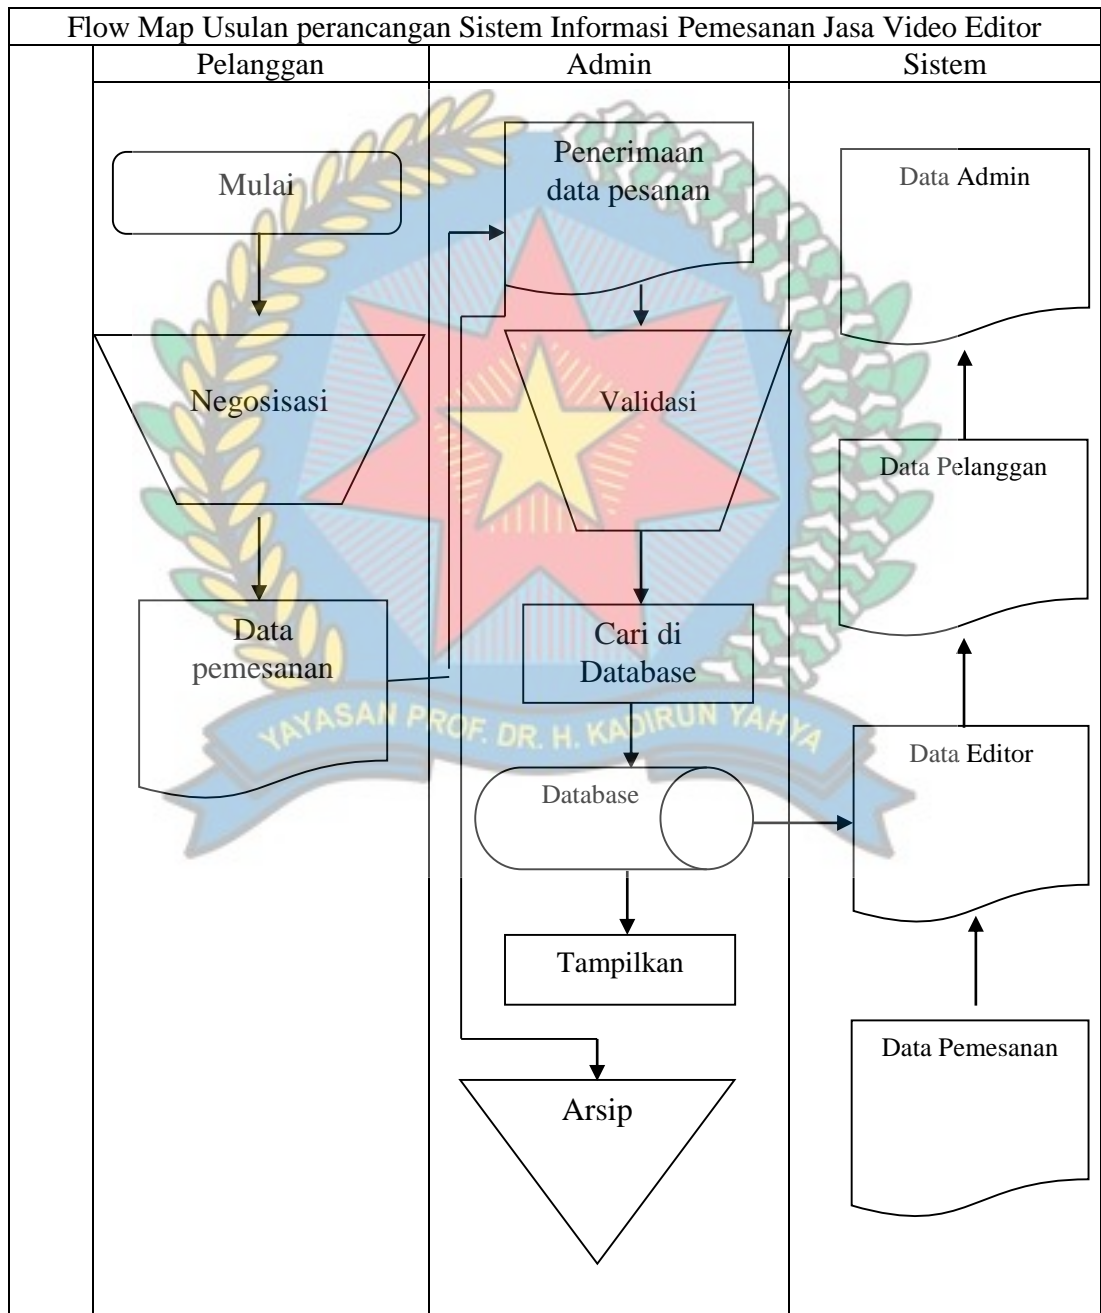 Flow Map Usulan perancangan Sistem Informasi Pemesanan Jasa Video Editor
Pelanggan
Admin
Sistem
Mulai
Negosisasi
Data
pemesanan
Penerimaan
data pesanan
Validasi
Cari di
Database
Database
Tampilkan
Arsip
Data Admin
Data Pelanggan
Data Editor
Data Pemesanan
YAYASAN PROF. DR. H. KADIRUN YAHYA